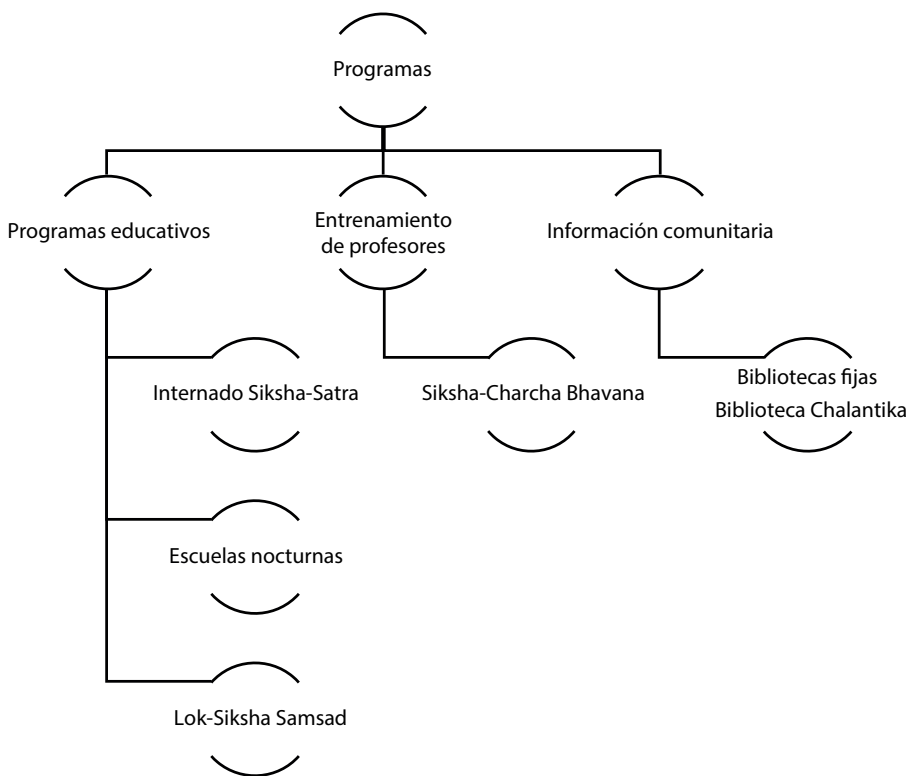 Programas
Programas educativos
Entrenamiento
de profesores
Información comunitaria
Internado Siksha-Satra
Siksha-Charcha Bhavana
Bibliotecas fijas
Biblioteca Chalantika
Escuelas nocturnas
Lok-Siksha Samsad